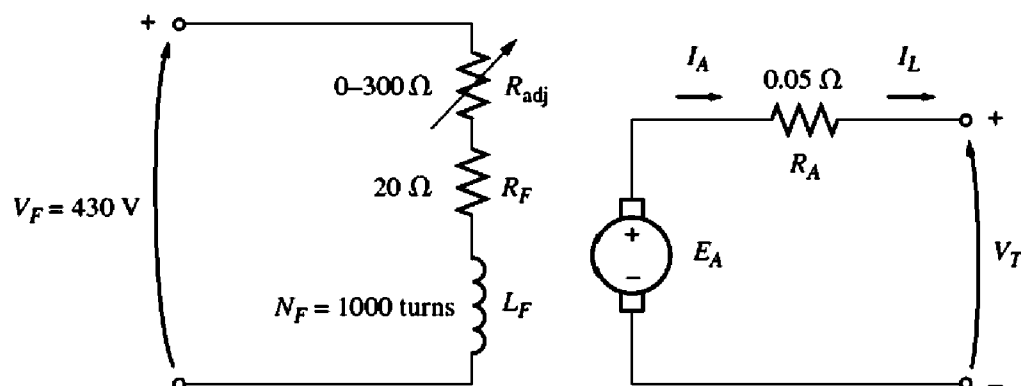 +
0–300 Ω
R_adj
20 Ω
R_F
V_F = 430 V
N_F = 1000 turns
L_F
I_A
0.05 Ω
I_L
R_A
+
+
–
E_A
V_T
–